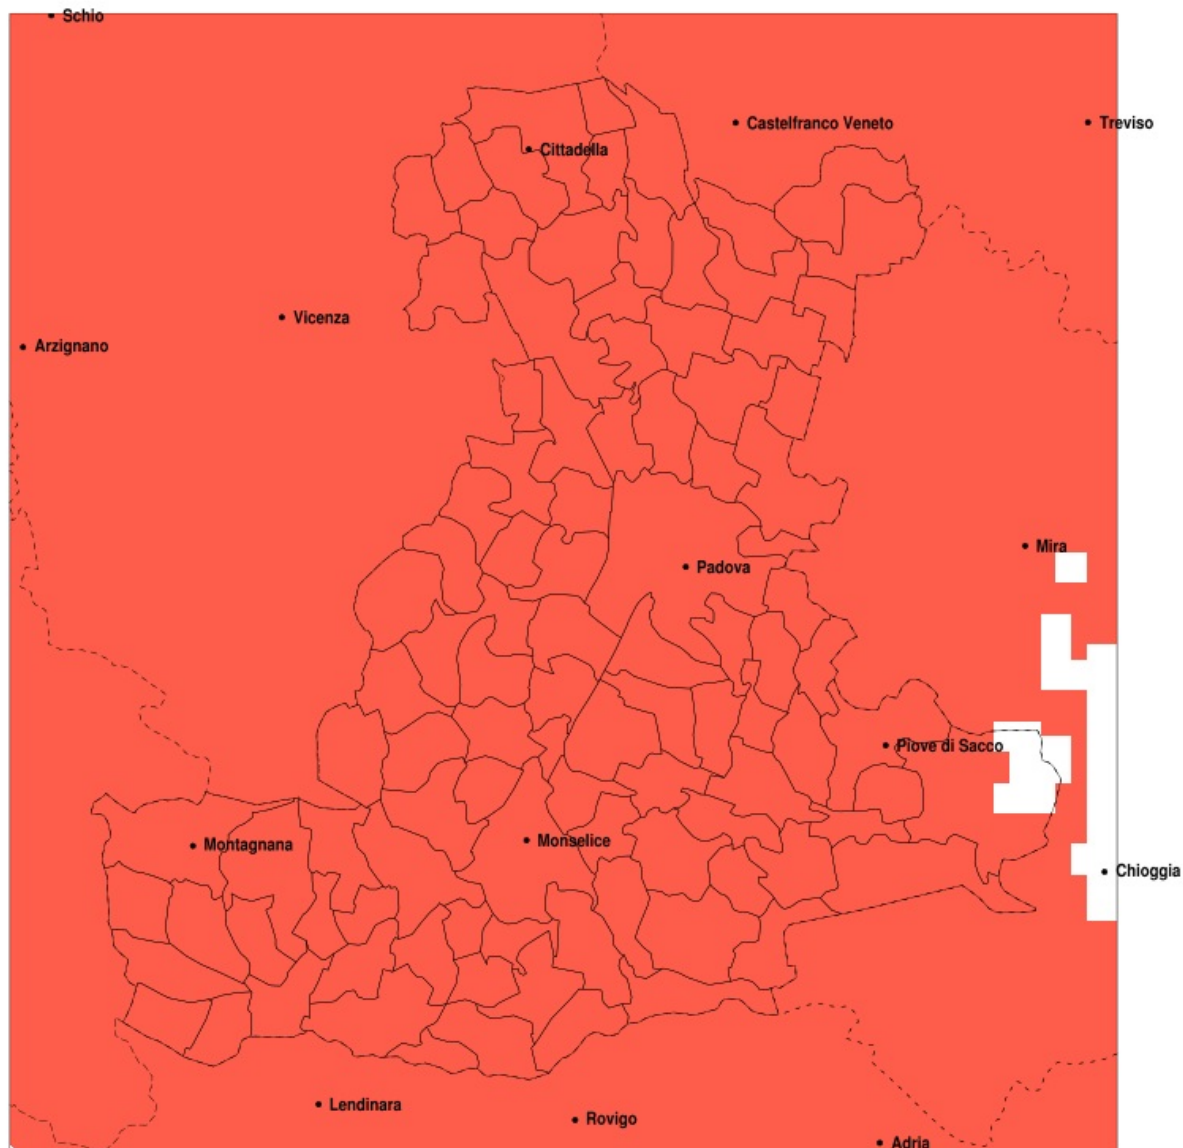 Schio
Castelfranco Veneto
Treviso
Cittadella
Vicenza
Arzignano
Mira
Padova
Piove di Sacco
Monselice
Montagnana
Chioggia
Lendinara
Rovigo
Adria